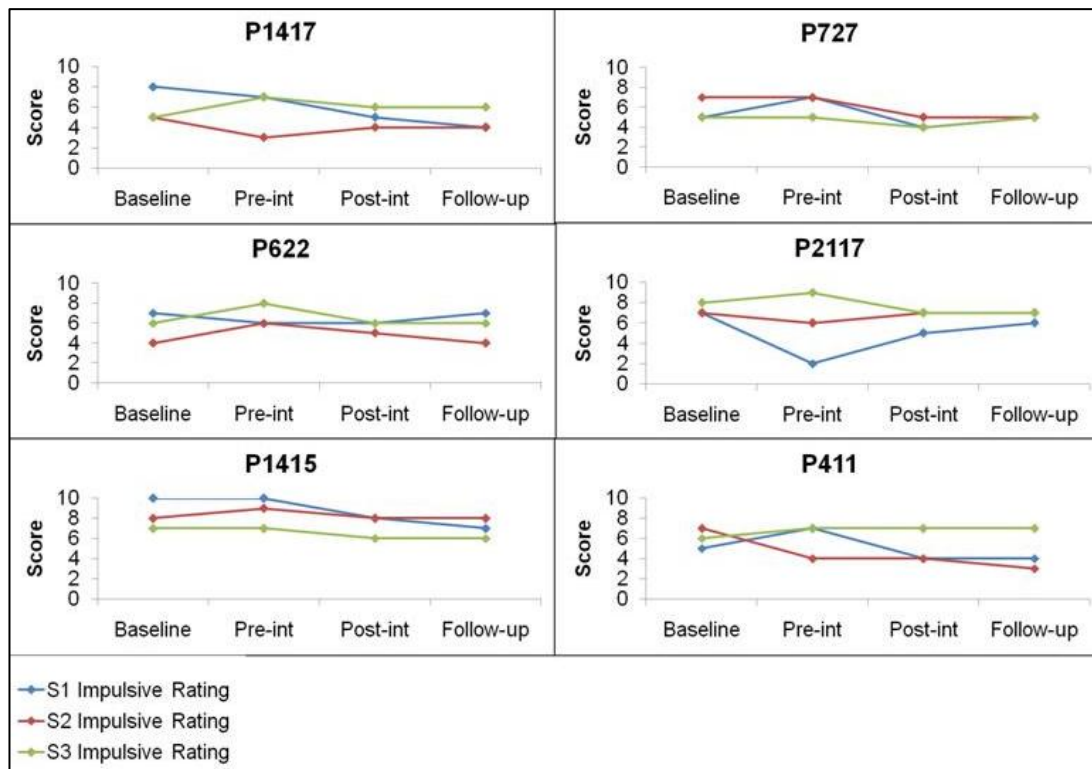 P1417
Score
10
8
6
4
2
0
Baseline Pre-int Post-int Follow-up
P727
Score
10
8
6
4
2
0
Baseline Pre-int Post-int Follow-up
P622
Score
10
8
6
4
2
0
Baseline Pre-int Post-int Follow-up
P2117
Score
10
8
6
4
2
0
Baseline Pre-int Post-int Follow-up
P1415
Score
10
8
6
4
2
0
Baseline Pre-int Post-int Follow-up
P411
Score
10
8
6
4
2
0
Baseline Pre-int Post-int Follow-up
S1 Impulsive Rating
S2 Impulsive Rating
S3 Impulsive Rating